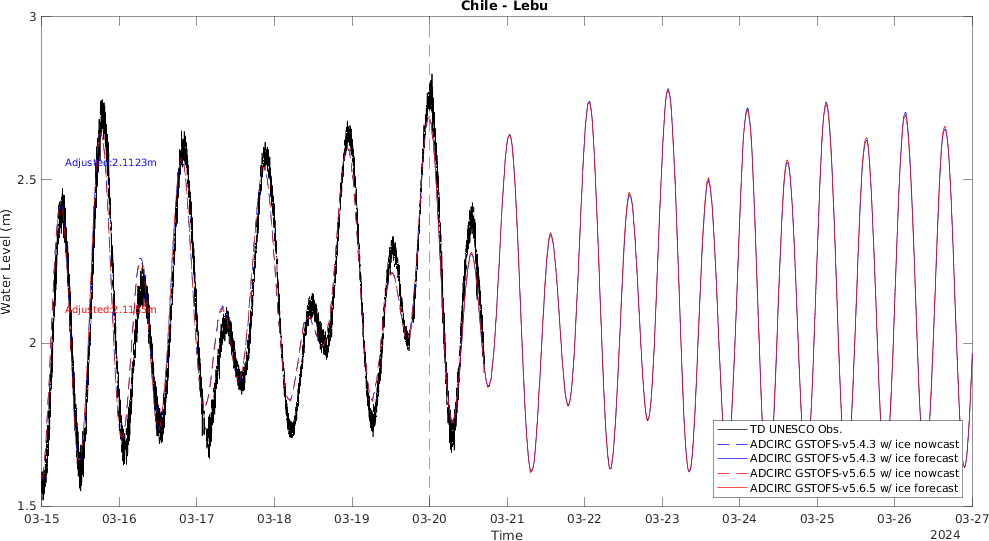 Chile - Lebu
3
2.5
2
1.5
Water Level (m)
Adjusted:2.1123m
TD UNESCO Obs.
ADCIRC GSTOFS-v5.4.3 w/ ice nowcast
ADCIRC GSTOFS-v5.4.3 w/ ice forecast
ADCIRC GSTOFS-v5.6.5 w/ ice nowcast
ADCIRC GSTOFS-v5.6.5 w/ ice forecast
03-15 03-16 03-17 03-18 03-19 03-20 03-21 03-22 03-23 03-24 03-25 03-26 03-27
Time
2024